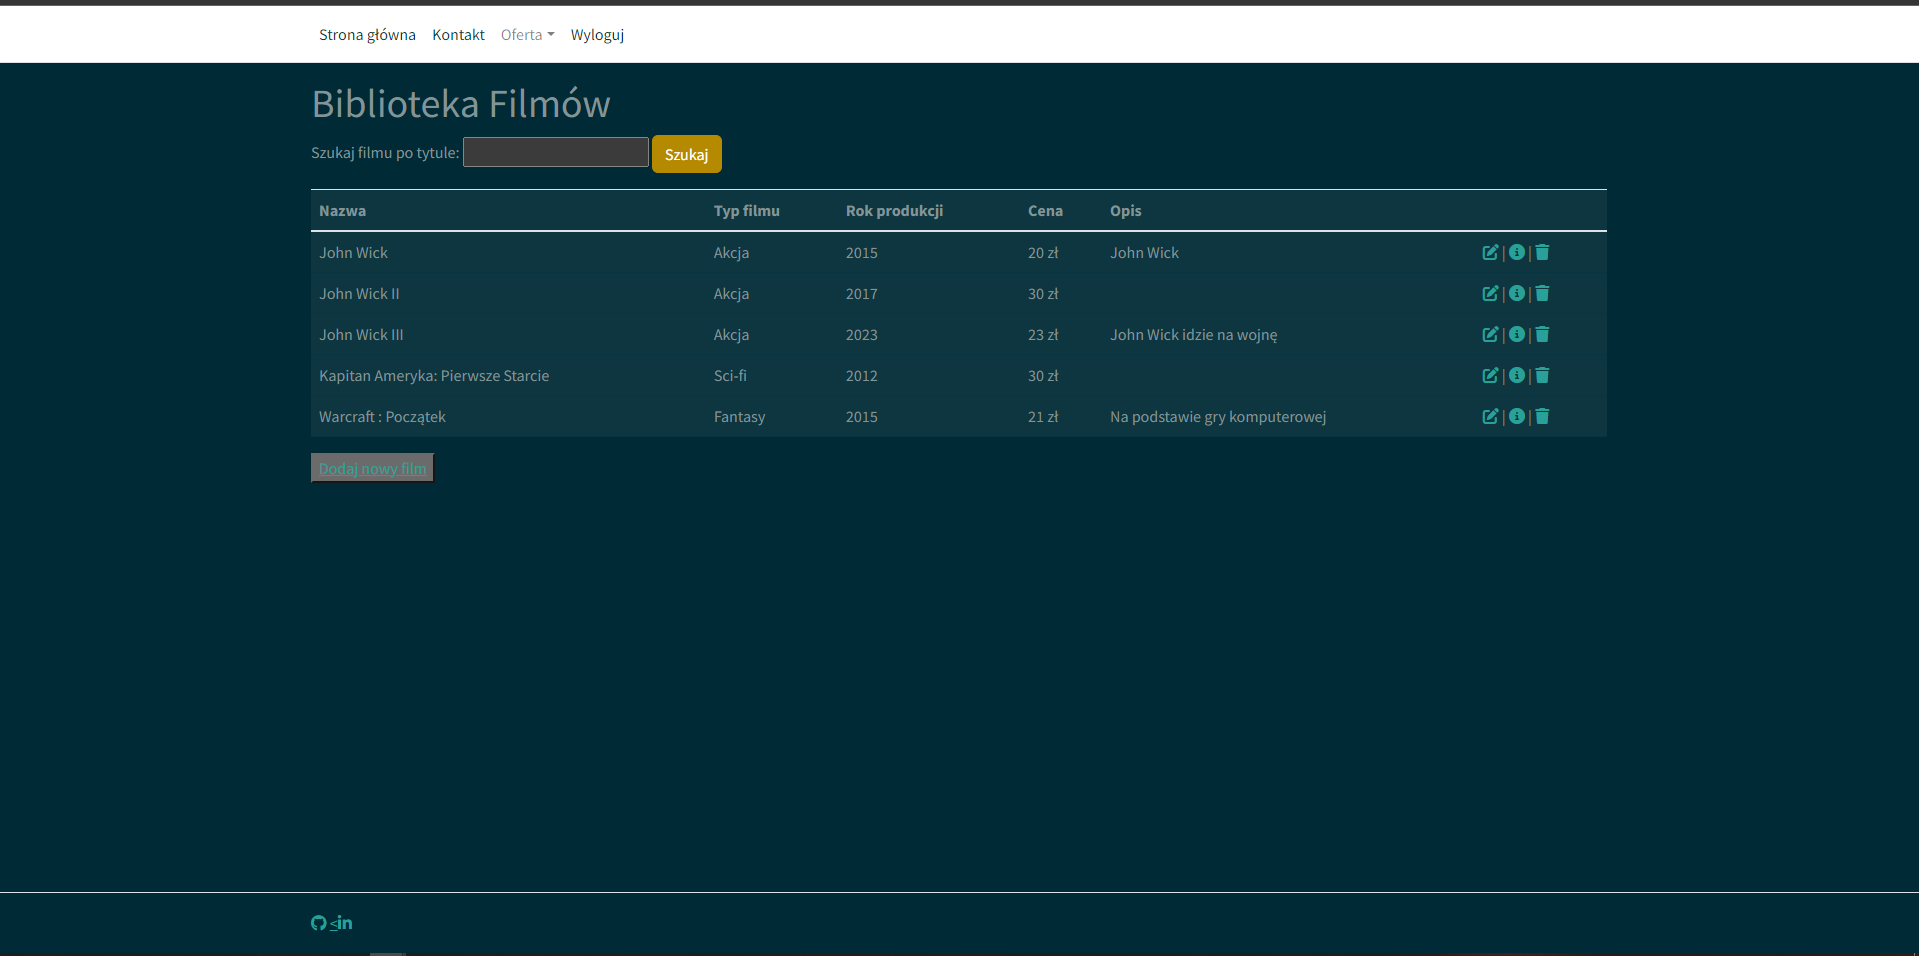 Strona główna Kontakt Oferta Wyloguj
Biblioteka Filmów
Szukaj filmu po tytule: Szukaj
Nazwa Typ filmu Rok produkcji Cena Opis
John Wick Akcja 2015 20 zł John Wick | |
John Wick II Akcja 2017 30 zł | |
John Wick III Akcja 2023 23 zł John Wick idzie na wojnę | |
Kapitan Ameryka: Pierwsze Starcie Sci-fi 2012 30 zł | |
Warcraft : Początek Fantasy 2015 21 zł Na podstawie gry komputerowej | |
Dodaj nowy film
<in